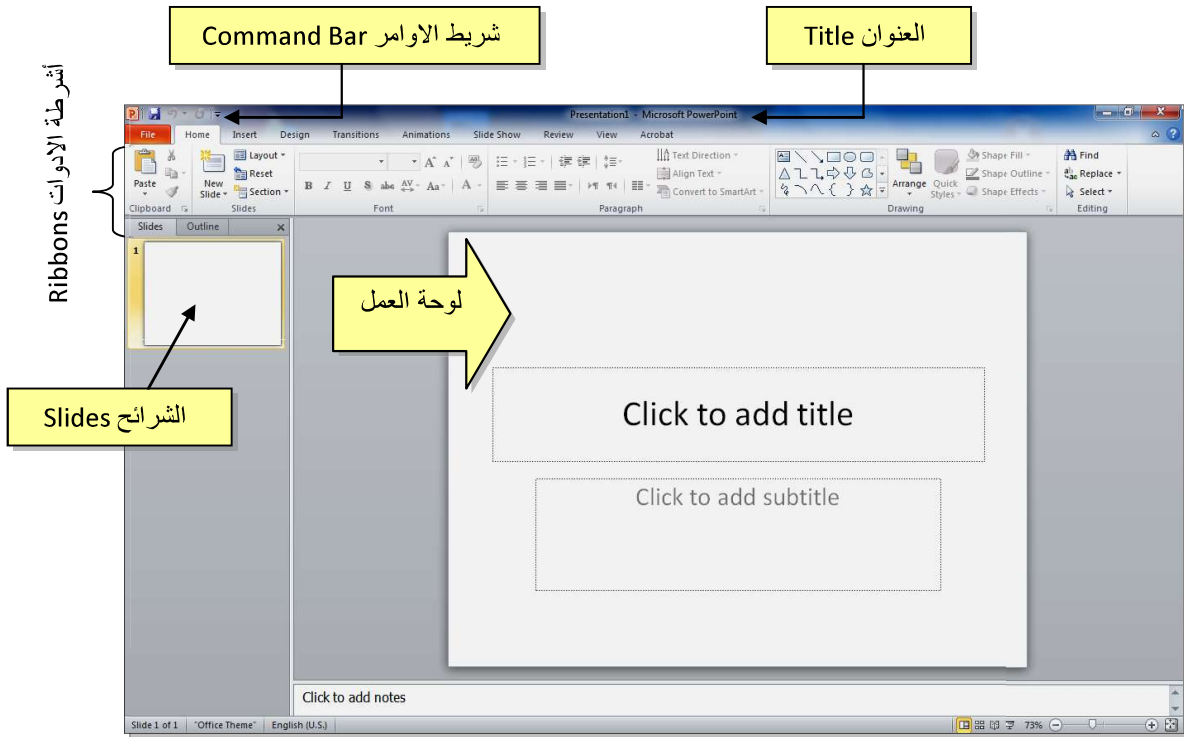 شريط الاوامر Command Bar
العنوان Title
أشرطة الادوات Ribbons
Presentation1 - Microsoft PowerPoint
File Home Insert Design Transitions Animations Slide Show Review View Acrobat
Paste
New Slide
Layout
Reset
Section
Text Direction
Align Text
Convert to SmartArt
Arrange
Quick Styles
Shape Fill
Shape Outline
Shape Effects
Find
Replace
Select
Clipboard Slides Font Paragraph Drawing Editing
Slides Outline
1
لوحة العمل
الشرائح Slides
Click to add title
Click to add subtitle
Click to add notes
Slide 1 of 1 "Office Theme" English (U.S.) 73%